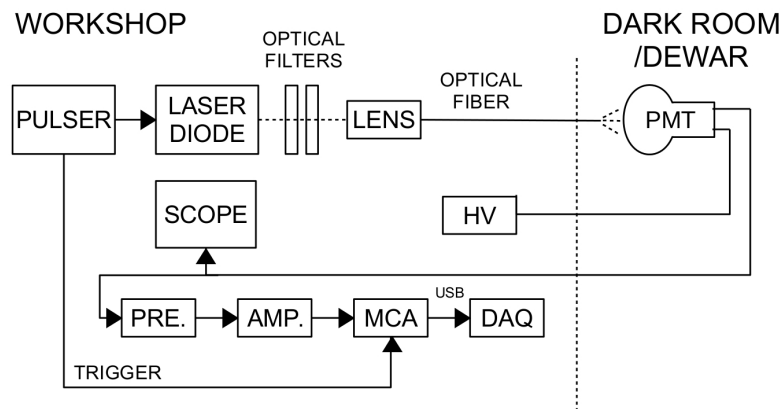 WORKSHOP
DARK ROOM
/DEWAR
OPTICAL
FILTERS
OPTICAL
FIBER
PULSER
LASER
DIODE
LENS
PMT
SCOPE
HV
USB
PRE.
AMP.
MCA
DAQ
TRIGGER